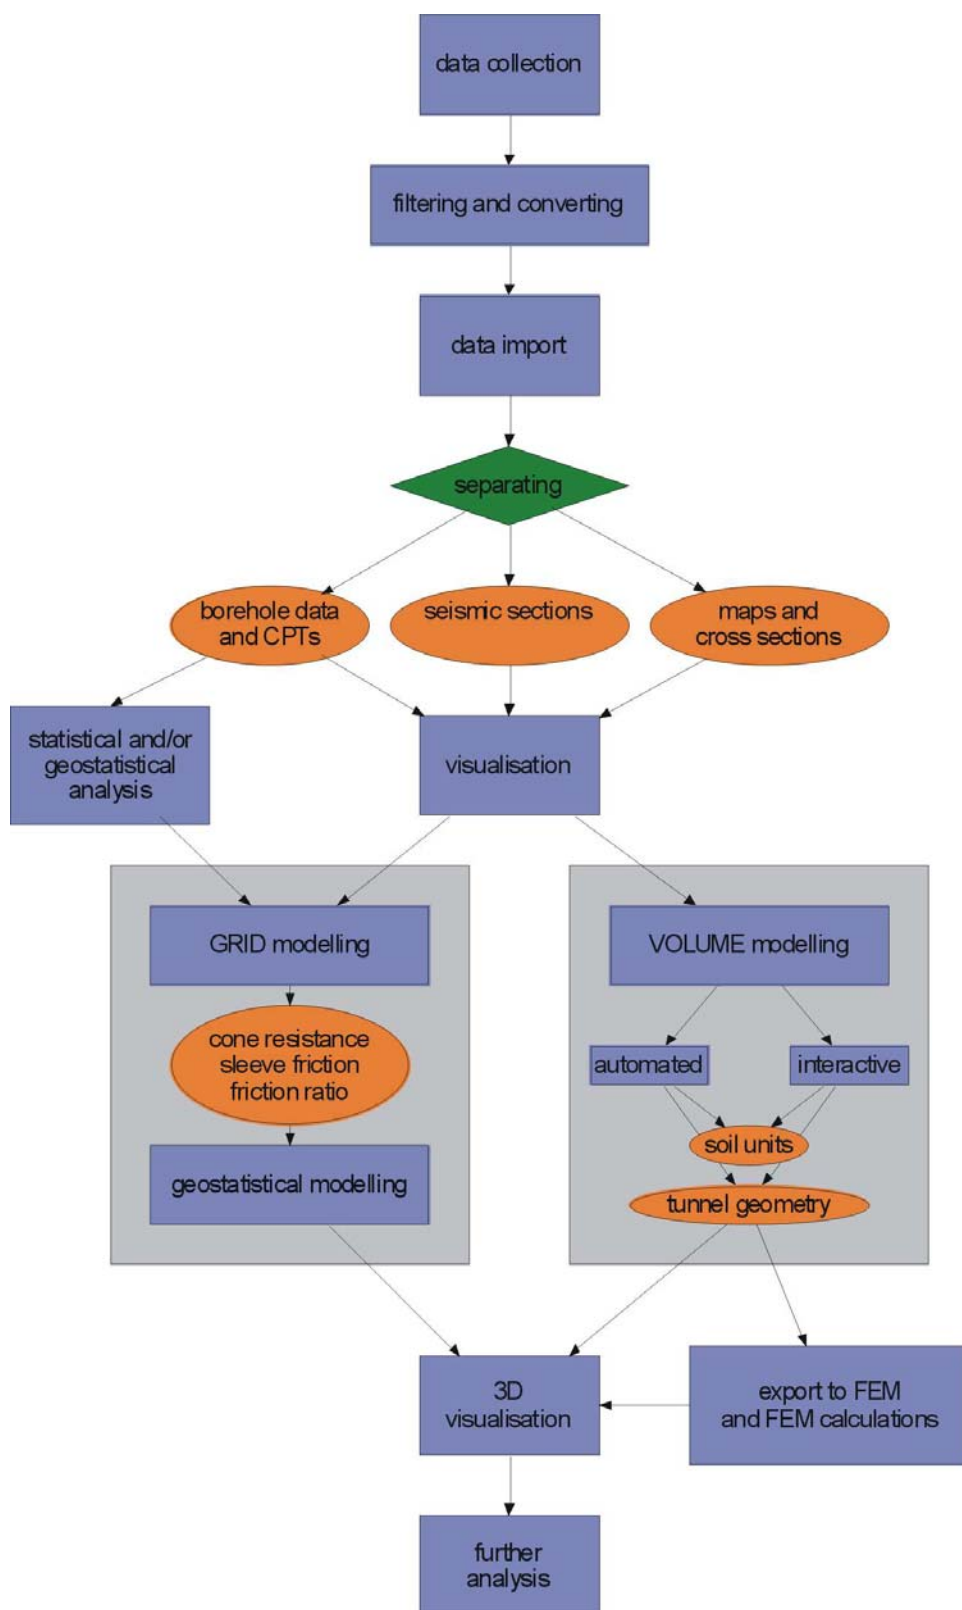 data collection
filtering and converting
data import
separating
borehole data
and CPTs
seismic sections
maps and
cross sections
statistical and/or
geostatistical
analysis
visualisation
GRID modelling
cone resistance
sleeve friction
friction ratio
geostatistical modelling
VOLUME modelling
automated
interactive
soil units
tunnel geometry
3D
visualisation
export to FEM
and FEM calculations
further
analysis